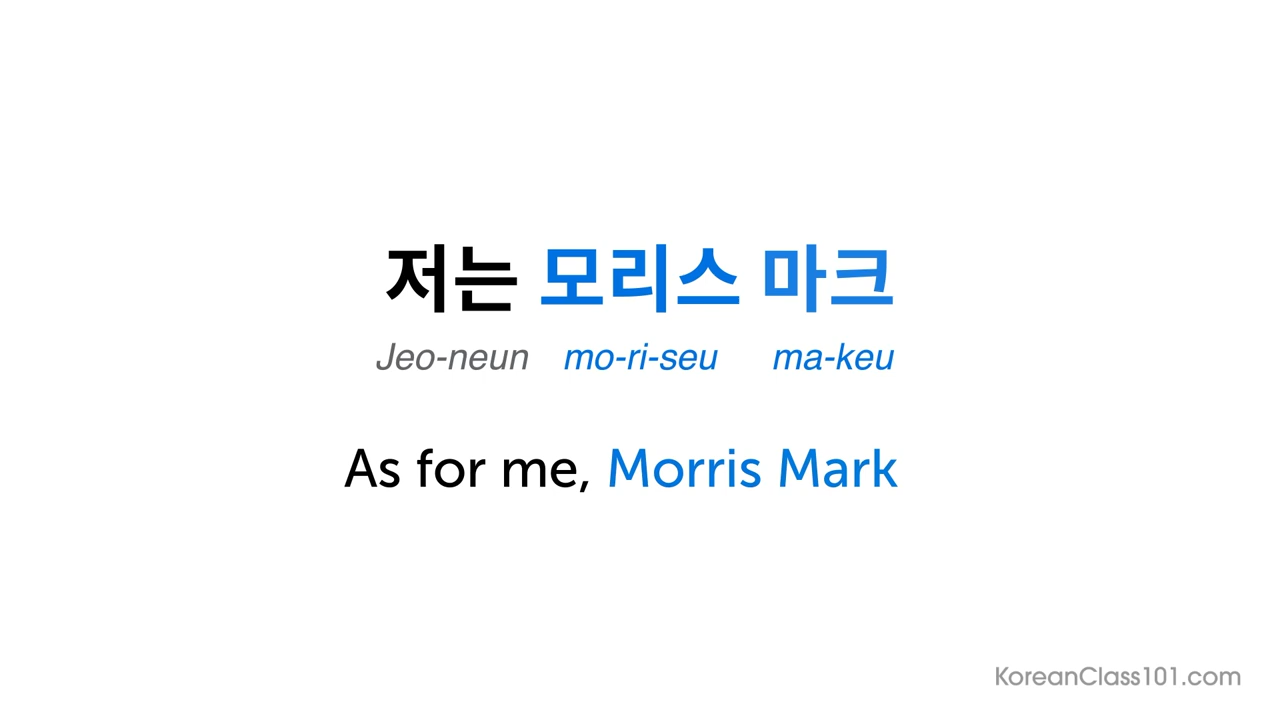 저는 모리스 마크
Jeo-neun mo-ri-seu ma-keu
As for me, Morris Mark
KoreanClass101.com